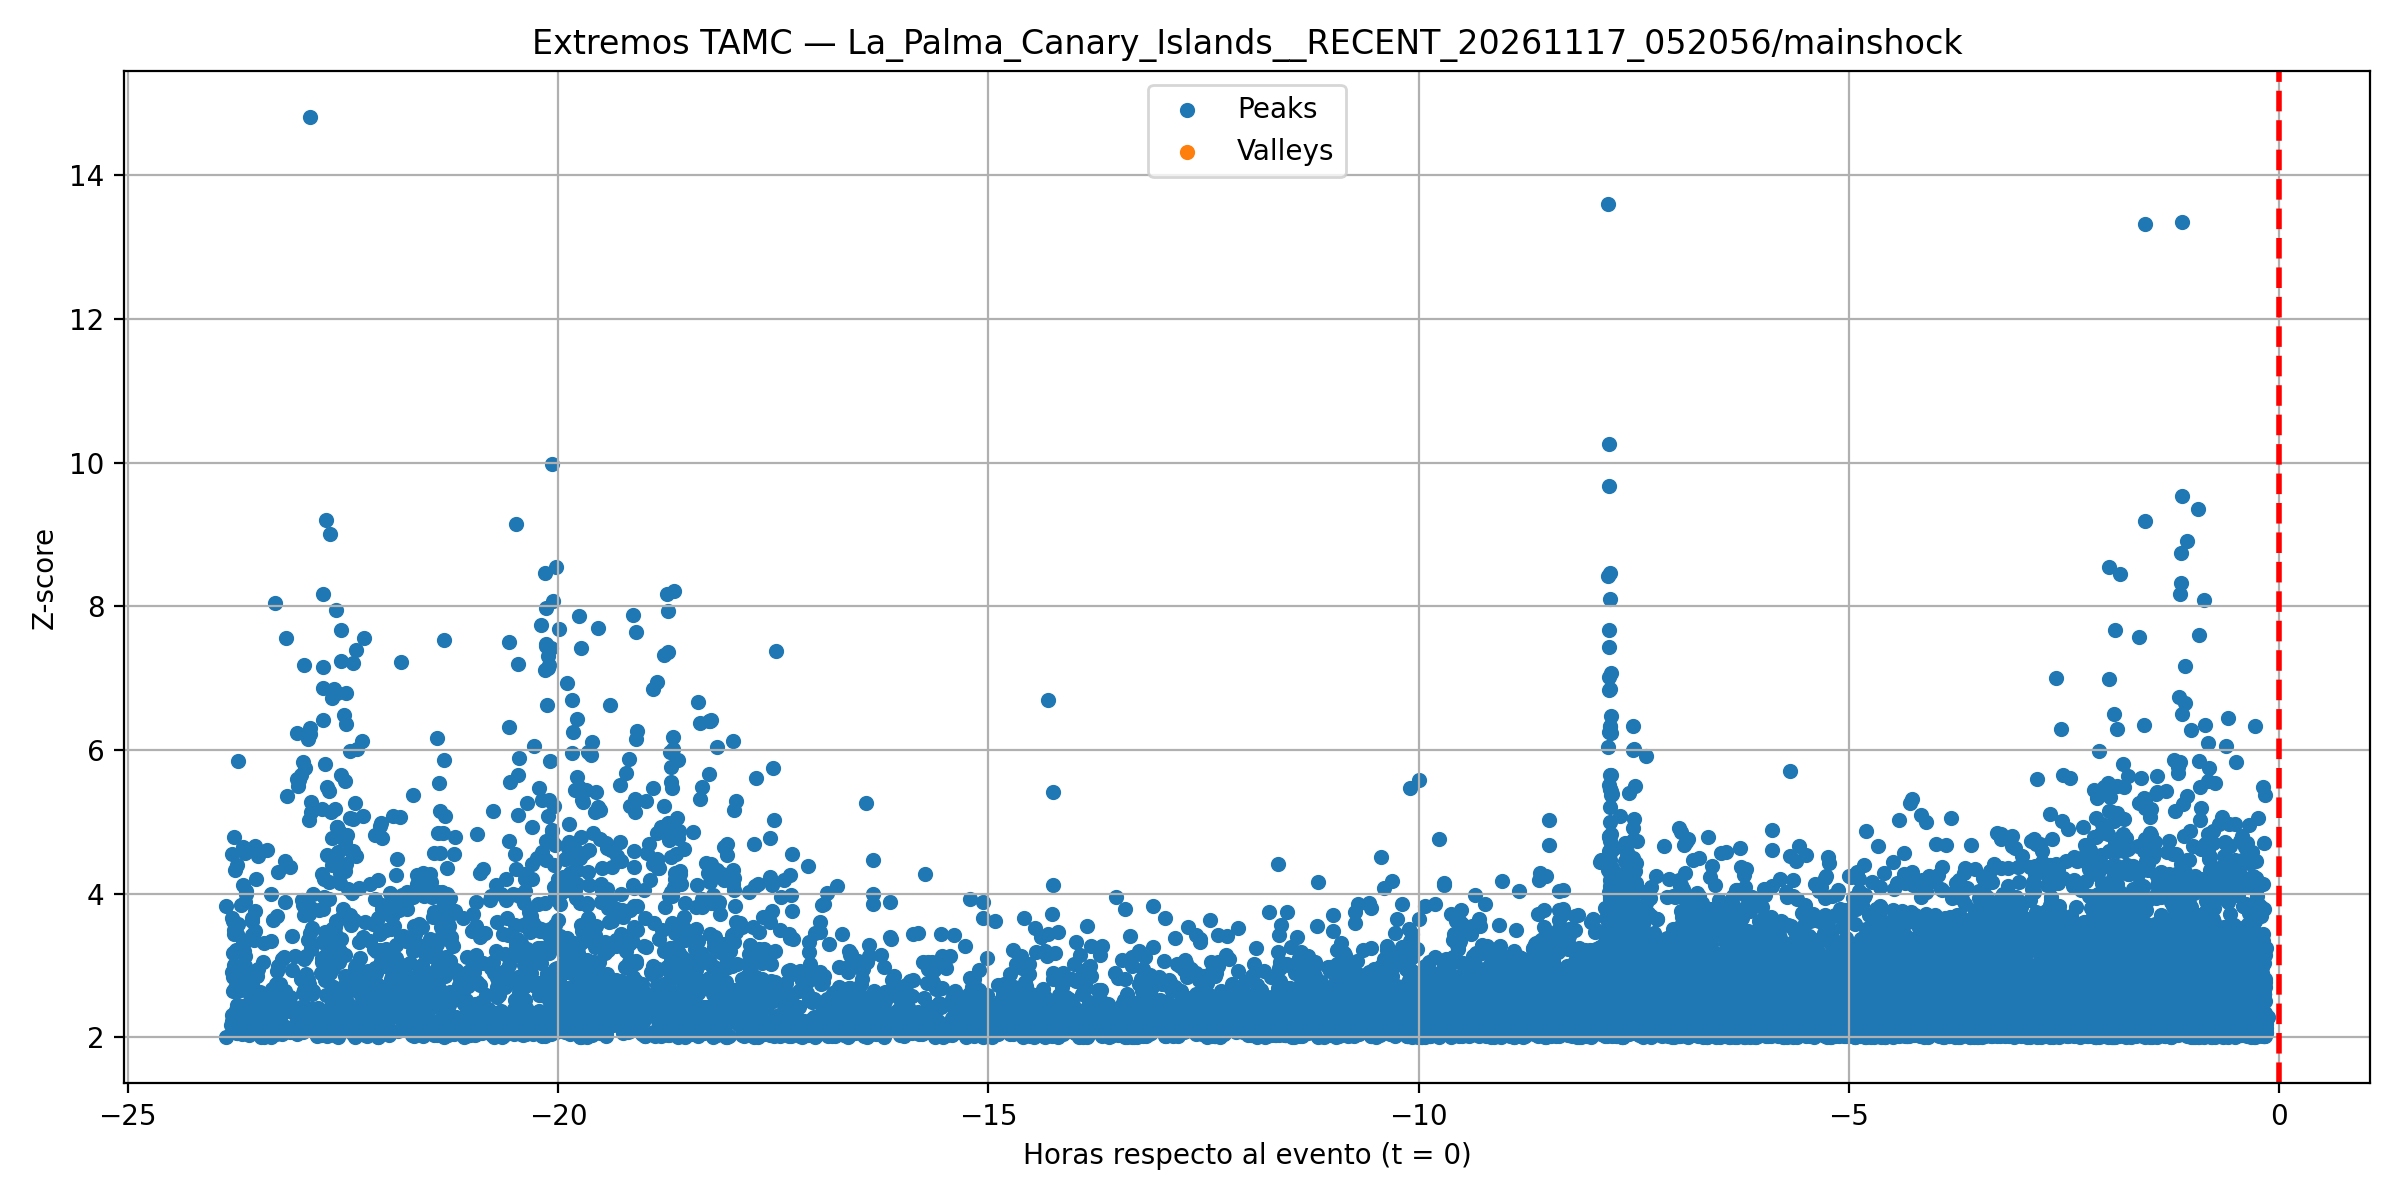 Extremos TAMC — La_Palma_Canary_Islands__RECENT_20261117_052056/mainshock
Peaks
Valleys
14
12
10
8
6
4
2
Z-score
−25
−20
−15
−10
−5
0
Horas respecto al evento (t = 0)